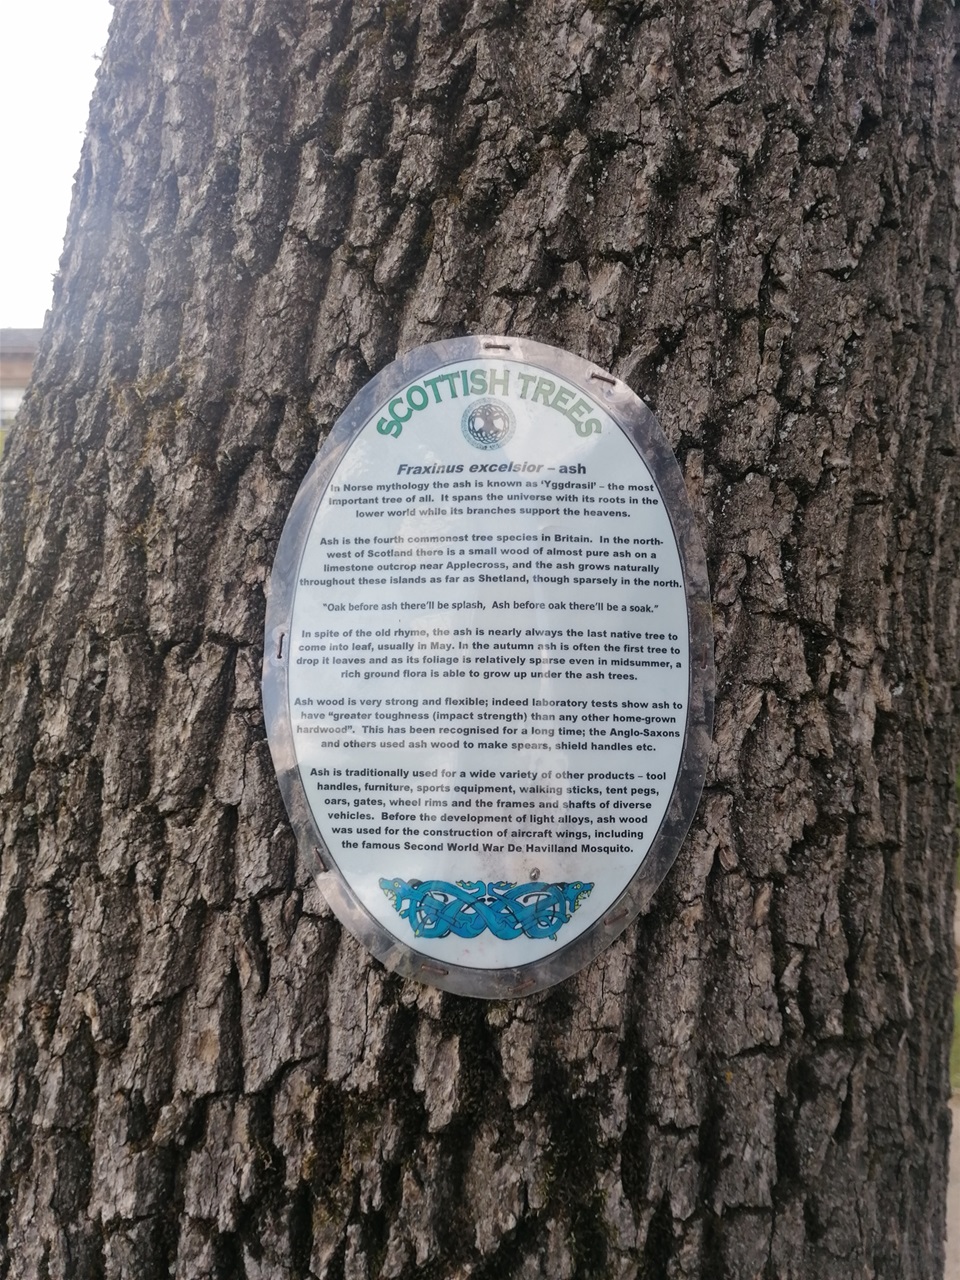 SCOTTISH TREES
Fraxinus excelsior – ash
In Norse mythology the ash is known as ‘Yggdrasil’ – the most
important tree of all. It spans the universe with its roots in the
lower world while its branches support the heavens.
Ash is the fourth commonest tree species in Britain. In the north-
west of Scotland there is a small wood of almost pure ash on a
limestone outcrop near Applecross, and the ash grows naturally
throughout these islands as far as Shetland, though sparsely in the north.
"Oak before ash there'll be splash, Ash before oak there'll be a soak."
In spite of the old rhyme, the ash is nearly always the last native tree to
come into leaf, usually in May. In the autumn ash is often the first tree to
drop it leaves and as its foliage is relatively sparse even in midsummer, a
rich ground flora is able to grow up under the ash trees.
Ash wood is very strong and flexible; indeed laboratory tests show ash to
have "greater toughness (impact strength) than any other home-grown
hardwood". This has been recognised for a long time; the Anglo-Saxons
and others used ash wood to make spears, shield handles etc.
Ash is traditionally used for a wide variety of other products – tool
handles, furniture, sports equipment, walking sticks, tent pegs,
oars, gates, wheel rims and the frames and shafts of diverse
vehicles. Before the development of light alloys, ash wood
was used for the construction of aircraft wings, including
the famous Second World War De Havilland Mosquito.